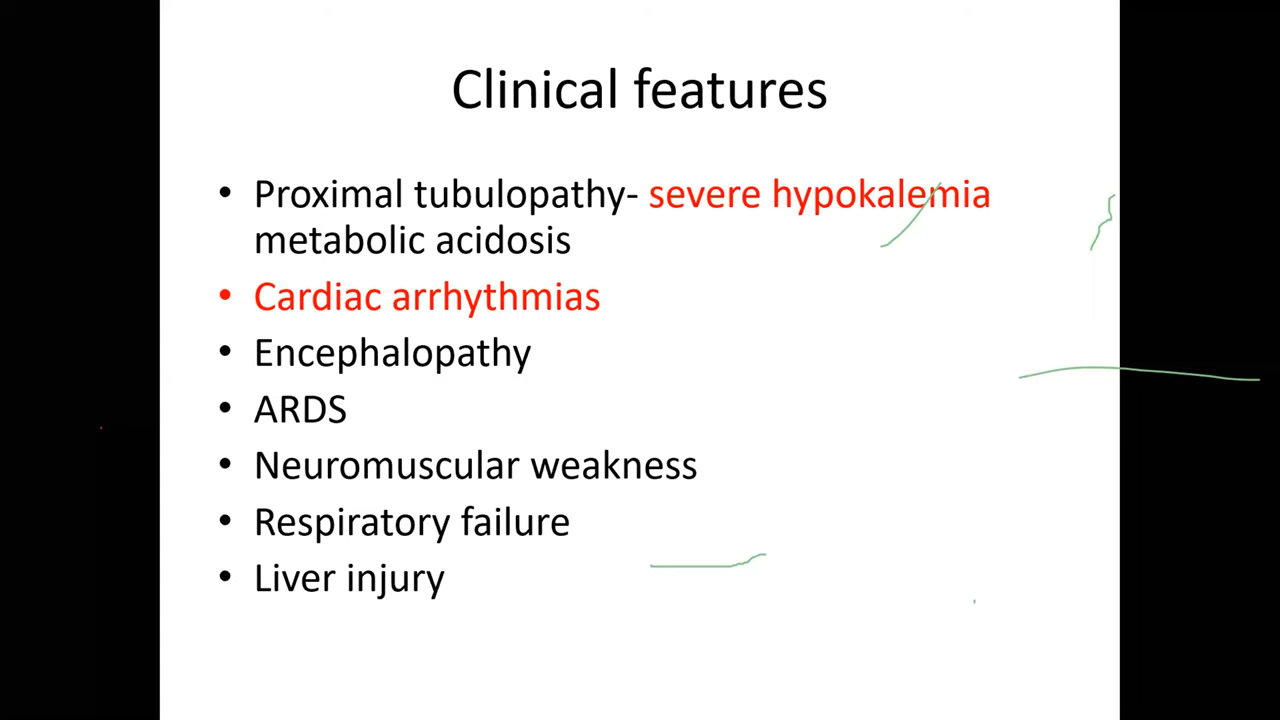 Clinical features
• Proximal tubulopathy- severe hypokalemia
metabolic acidosis
• Cardiac arrhythmias
• Encephalopathy
• ARDS
• Neuromuscular weakness
• Respiratory failure
• Liver injury